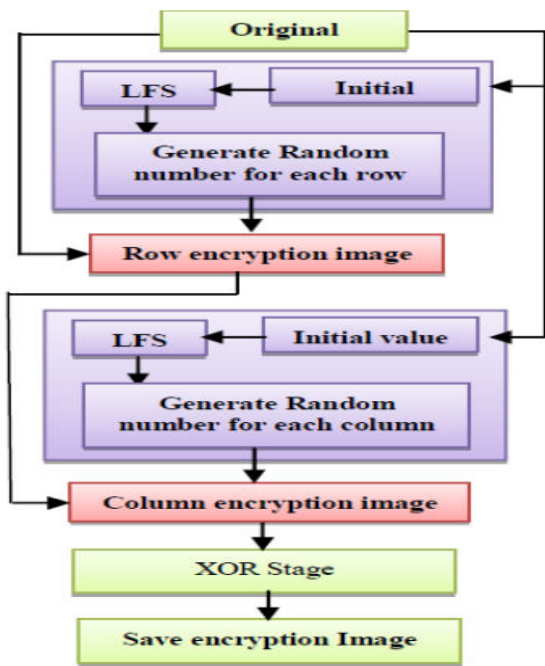 Original
LFS
Initial
Generate Random
number for each row
Row encryption image
LFS
Initial value
Generate Random
number for each column
Column encryption image
XOR Stage
Save encryption Image